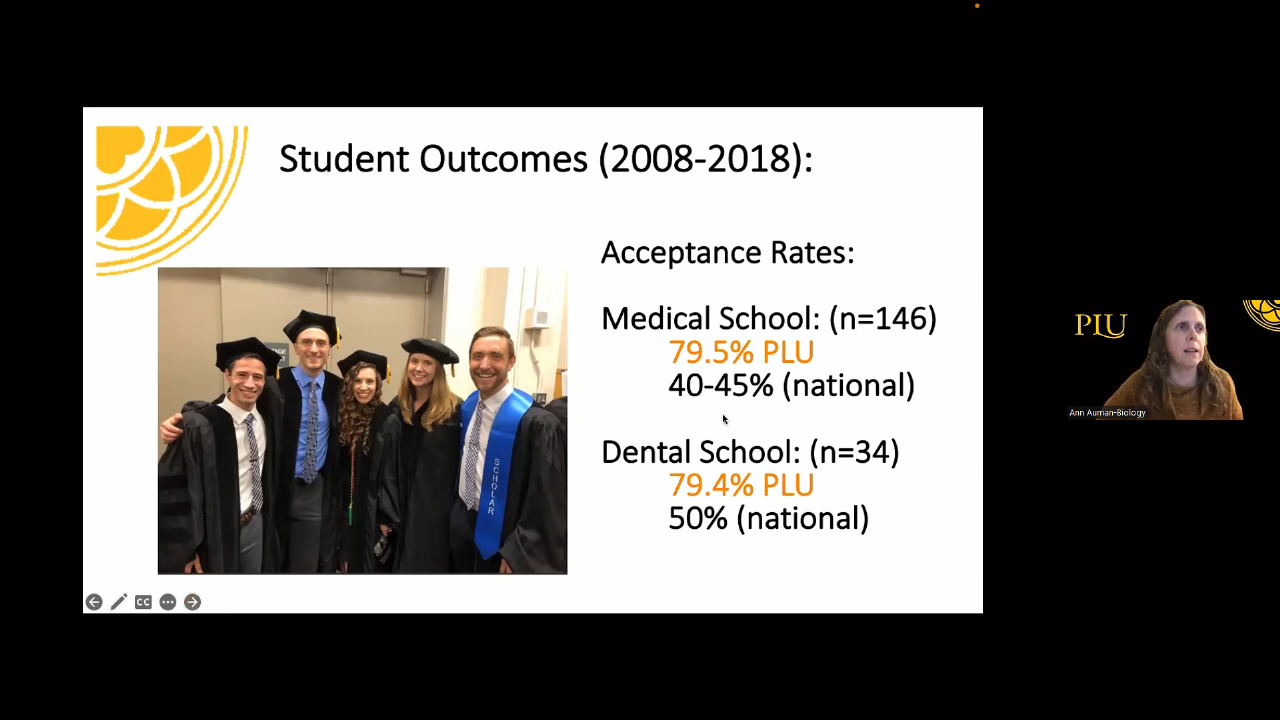 Student Outcomes (2008-2018):
Acceptance Rates:
Medical School: (n=146)
79.5% PLU
40-45% (national)
Dental School: (n=34)
79.4% PLU
50% (national)
SCHOLAR
CC
PLU
Ann Auman-Biology